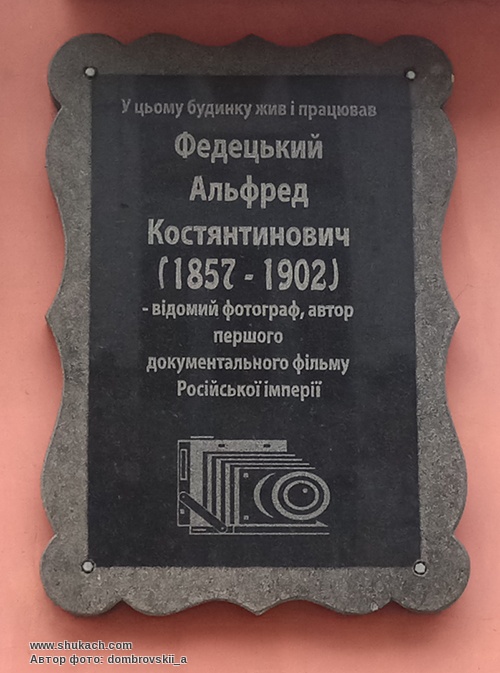 У цьому будинку жив і працював
Федецький
Альфред
Костянтинович
(1857 - 1902)
- відомий фотограф, автор
першого
документального фільму
Російської імперії
www.shukach.com
Автор фото: dombrovskii_a